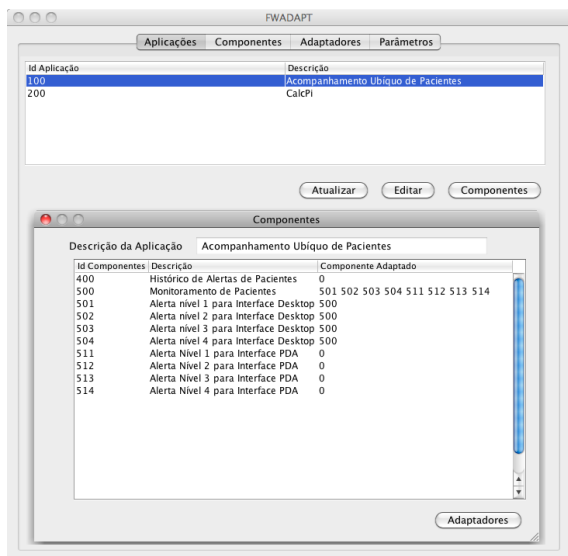 FWADAPT
Aplicações Componentes Adaptadores Parâmetros
Id Aplicação Descrição
100 Acompanhamento Ubíquo de Pacientes
200 CalcPi
Atualizar Editar Componentes
Componentes
Descrição da Aplicação Acompanhamento Ubíquo de Pacientes
Id Componentes Descrição Componente Adaptado
400 Histórico de Alertas de Pacientes 0
500 Monitoramento de Pacientes 501 502 503 504 511 512 513 514
501 Alerta nível 1 para Interface Desktop 500
502 Alerta nível 2 para Interface Desktop 500
503 Alerta nível 3 para Interface Desktop 500
504 Alerta nível 4 para Interface Desktop 500
511 Alerta Nível 1 para Interface PDA 0
512 Alerta Nível 2 para Interface PDA 0
513 Alerta Nível 3 para Interface PDA 0
514 Alerta Nível 4 para Interface PDA 0
Adaptadores